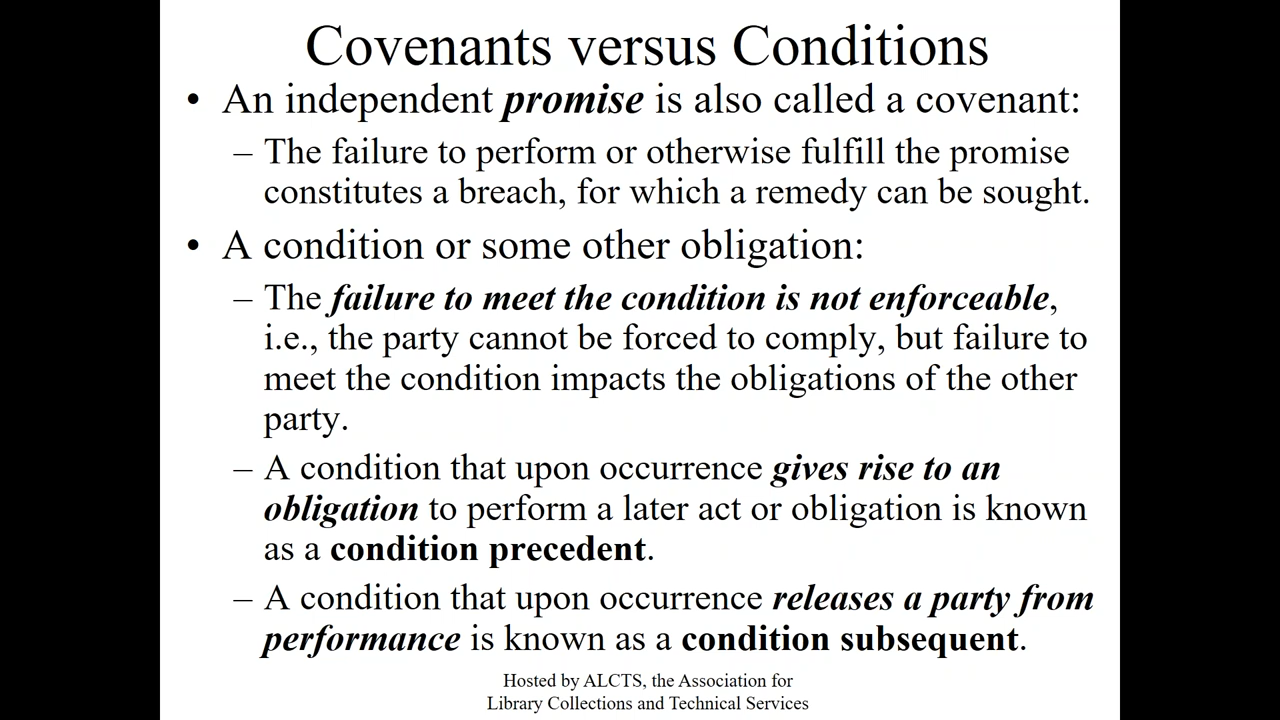 Covenants versus Conditions
• An independent promise is also called a covenant:
– The failure to perform or otherwise fulfill the promise
constitutes a breach, for which a remedy can be sought.
• A condition or some other obligation:
– The failure to meet the condition is not enforceable,
i.e., the party cannot be forced to comply, but failure to
meet the condition impacts the obligations of the other
party.
– A condition that upon occurrence gives rise to an
obligation to perform a later act or obligation is known
as a condition precedent.
– A condition that upon occurrence releases a party from
performance is known as a condition subsequent.
Hosted by ALCTS, the Association for
Library Collections and Technical Services